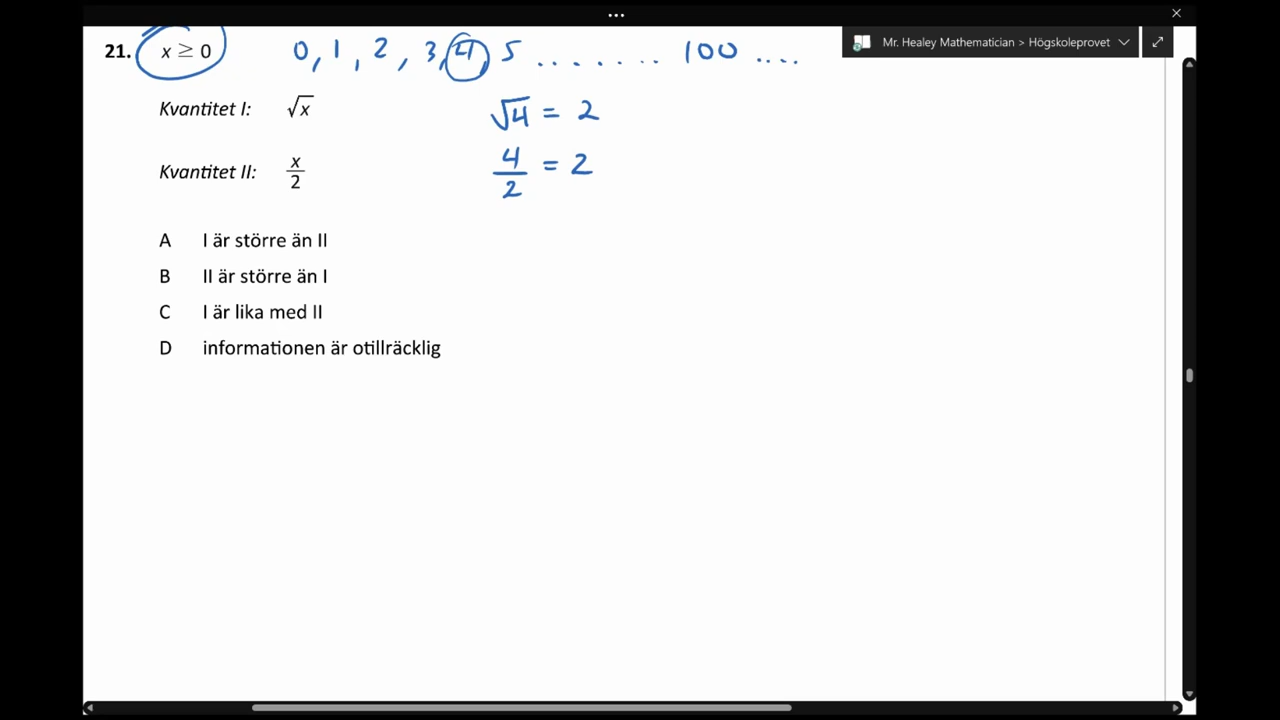 Mr. Healey Mathematician > Högskoleprovet
21. x ≥ 0 0, 1, 2, 3, 4, 5 ........ 100 ....
Kvantitet I: √x √4 = 2
Kvantitet II: x/2 4/2 = 2
A I är större än II
B II är större än I
C I är lika med II
D informationen är otillräcklig